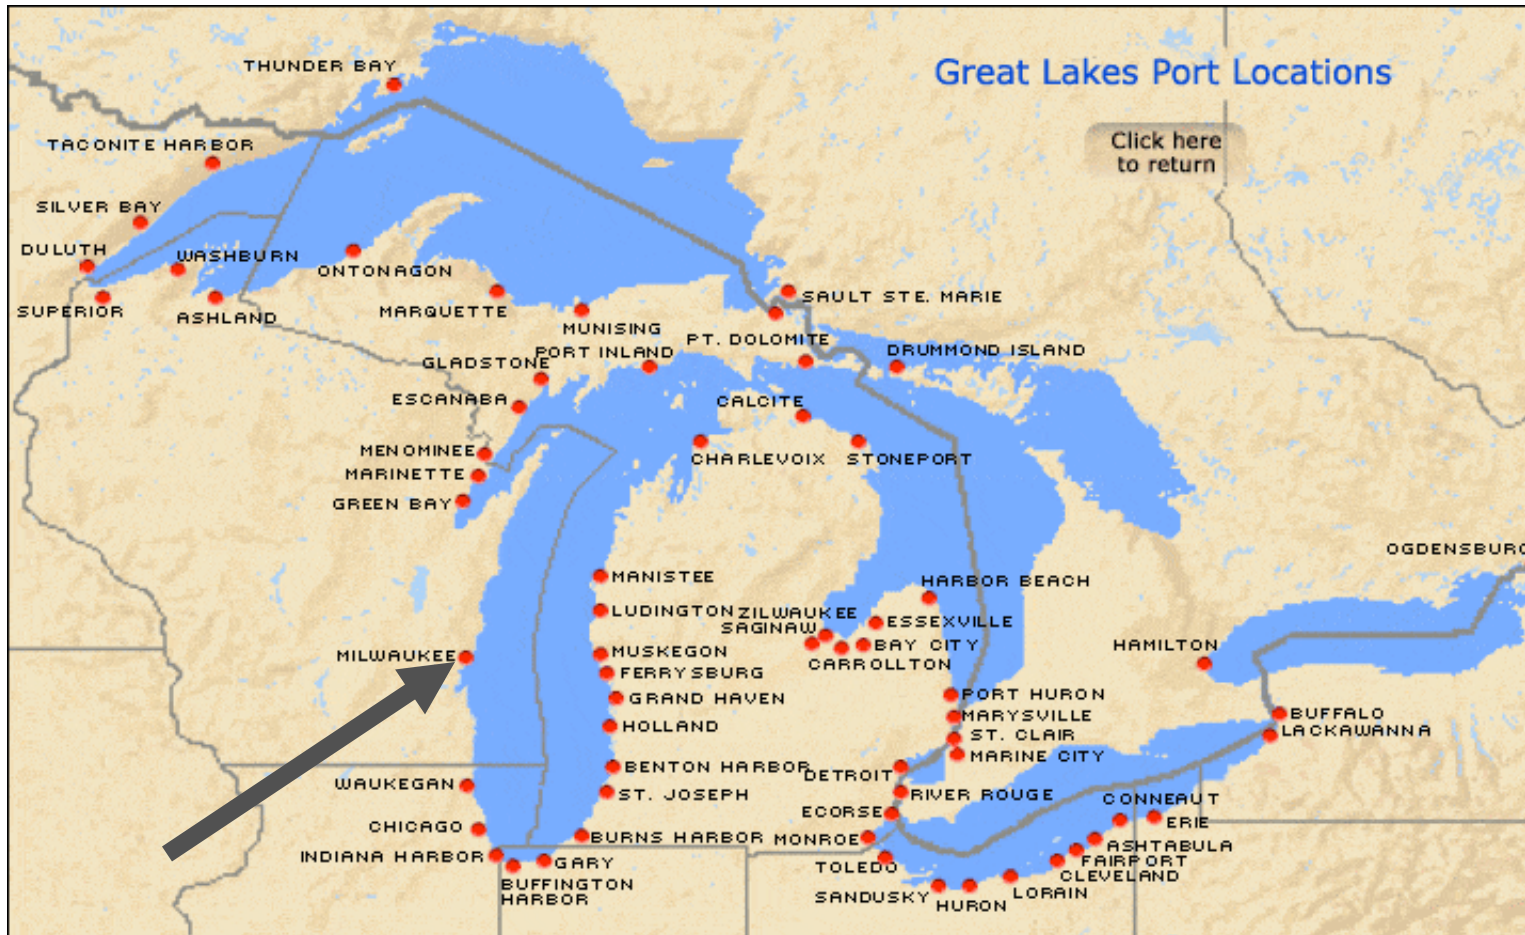 Great Lakes Port Locations
Click here
to return
THUNDER BAY
TACONITE HARBOR
SILVER BAY
DULUTH
WASHBURN
SUPERIOR
ASHLAND
ONTONAGON
MARQUETTE
MUNISING
SAULT STE. MARIE
PT. DOLOMITE
DRUMMOND ISLAND
PORT INLAND
GLADSTONE
ESCANABA
CALCITE
MENOMINEE
MARINETTE
GREEN BAY
CHARLEVOIX
STONEPORT
OGDENSBURG
MANISTEE
LUDINGTON
HARBOR BEACH
ZILWAUKEE
SAGINAW
ESSEXVILLE
BAY CITY
CARROLLTON
HAMILTON
MILWAUKEE
MUSKEGON
FERRYSBURG
GRAND HAVEN
HOLLAND
PORT HURON
MARYSVILLE
ST. CLAIR
MARINE CITY
BUFFALO
LACKAWANNA
BENTON HARBOR
DETROIT
WAUKEGAN
ST. JOSEPH
RIVER ROUGE
ECORSE
CONNEAUT
ERIE
CHICAGO
BURNS HARBOR
MONROE
ASHTABULA
INDIANA HARBOR
GARY
TOLEDO
FAIRPORT
CLEVELAND
BUFFINGTON
HARBOR
SANDUSKY
HURON
LORAIN